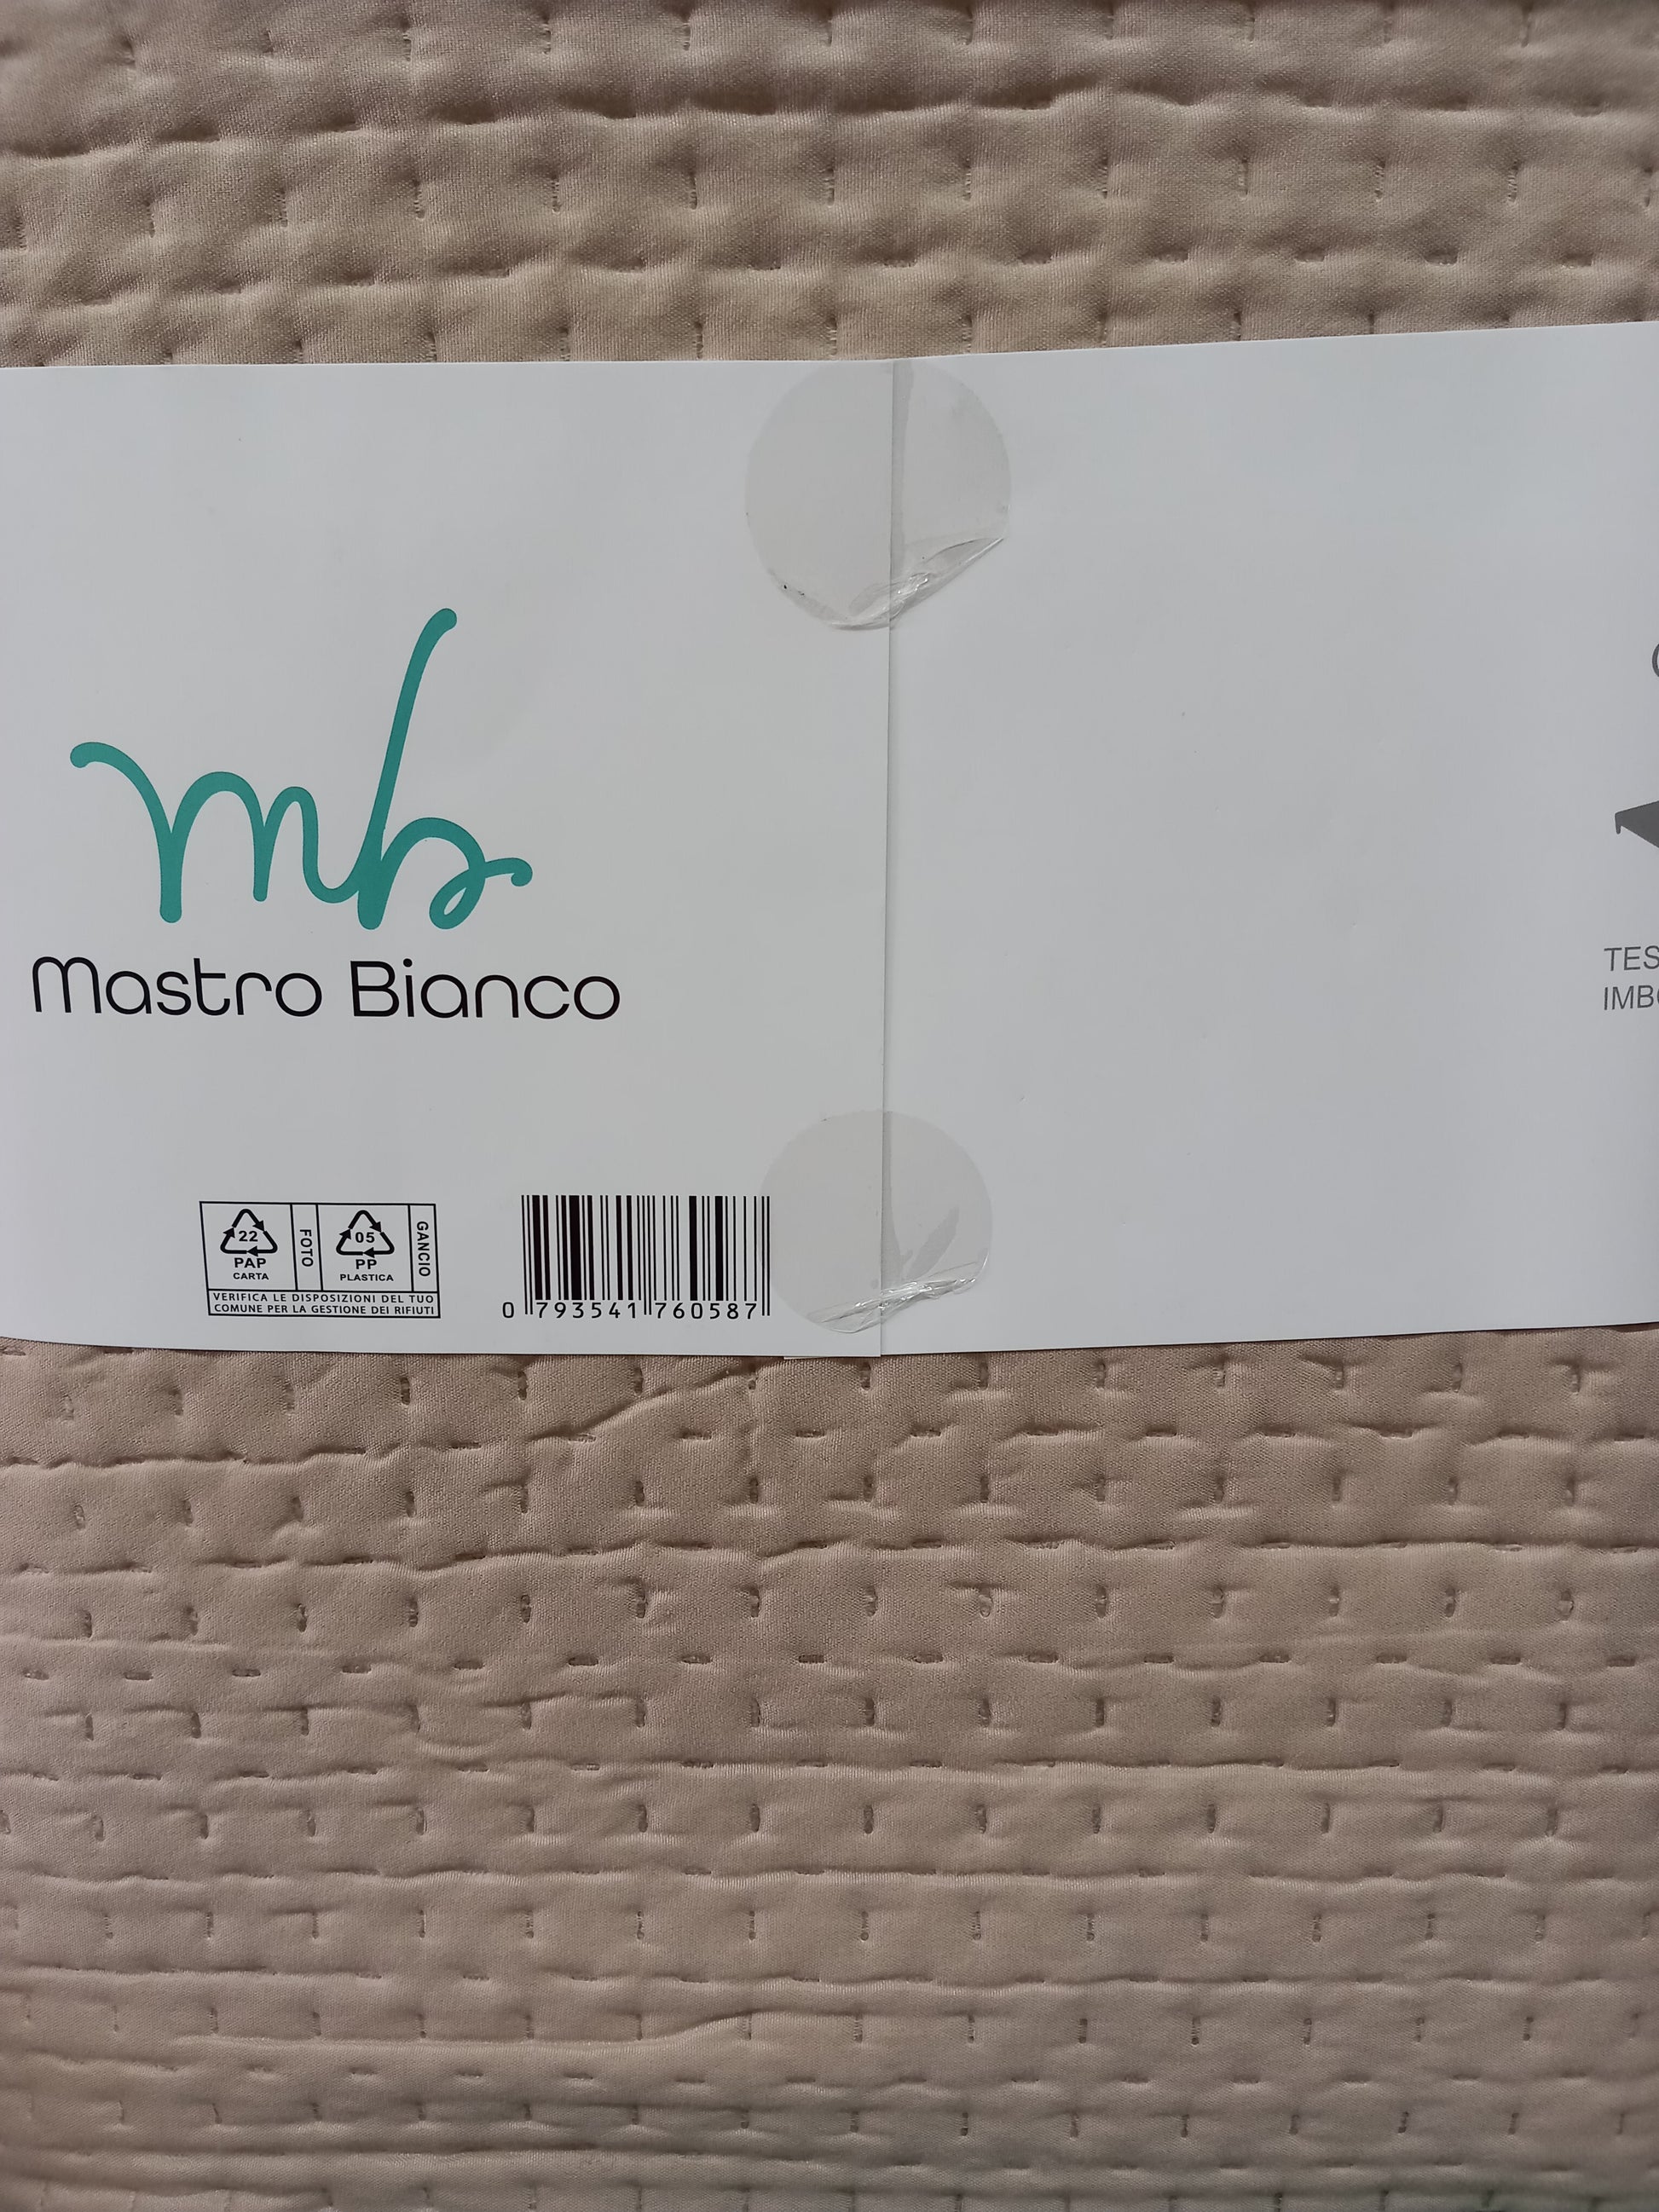 mb
Mastro Bianco
22
PAP
CARTA
FOTO
05
PP
PLASTICA
GANCIO
VERIFICA LE DISPOSIZIONI DEL TUO
COMUNE PER LA GESTIONE DEI RIFIUTI
0 793541 760587